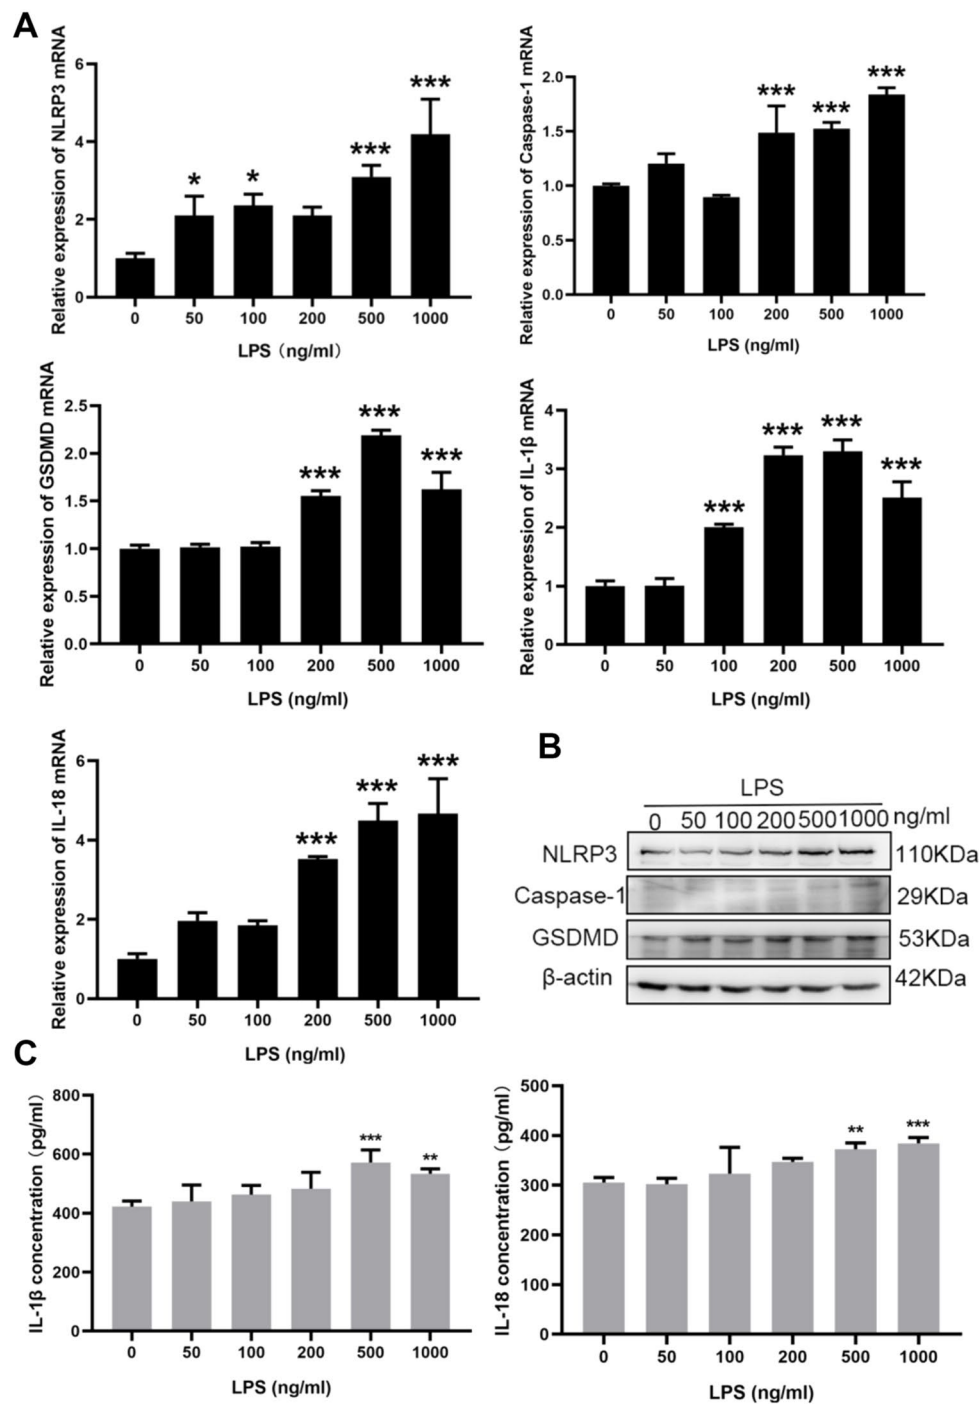 A
Relative expression of NLRP3 mRNA
6
4
2
0
* * *** ***
0 50 100 200 500 1000
LPS (ng/ml)
Relative expression of Caspase-1 mRNA
2.0
1.5
1.0
0.5
0.0
*** *** ***
0 50 100 200 500 1000
LPS (ng/ml)
Relative expression of GSDMD mRNA
2.5
2.0
1.5
1.0
0.5
0.0
*** *** ***
0 50 100 200 500 1000
LPS (ng/ml)
Relative expression of IL-1β mRNA
4
3
2
1
0
*** *** *** ***
0 50 100 200 500 1000
LPS (ng/ml)
Relative expression of IL-18 mRNA
6
4
2
0
*** *** ***
0 50 100 200 500 1000
LPS (ng/ml)
B
LPS
0 50 100 200 500 1000 ng/ml
NLRP3 110KDa
Caspase-1 29KDa
GSDMD 53KDa
β-actin 42KDa
C
IL-1β concentration (pg/ml)
800
600
400
200
0
*** **
0 50 100 200 500 1000
LPS (ng/ml)
IL-18 concentration (pg/ml)
500
400
300
200
100
0
** ***
0 50 100 200 500 1000
LPS (ng/ml)